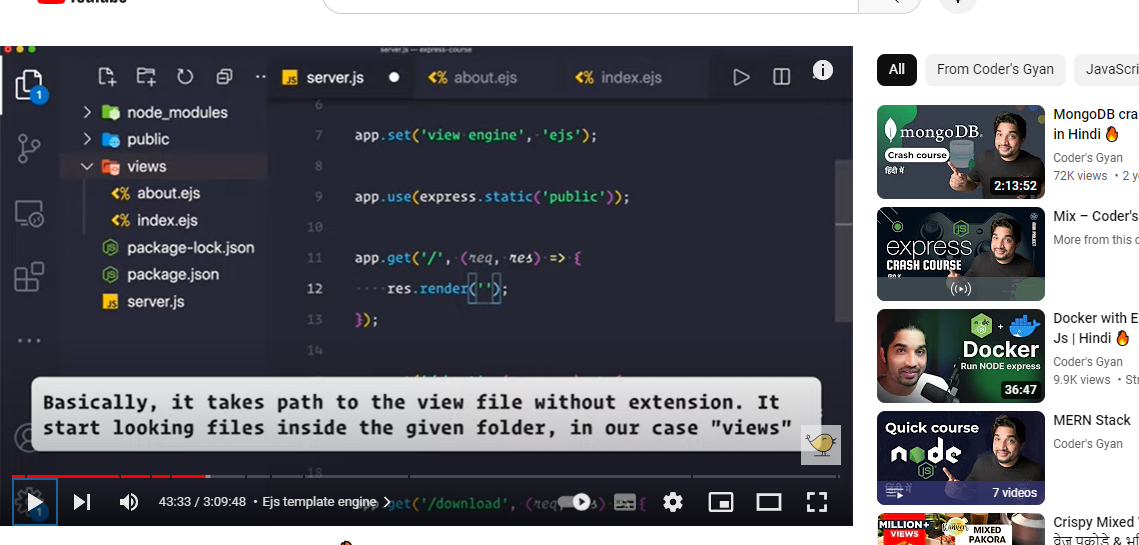 server.js — express-course
server.js
about.ejs
index.ejs
node_modules
public
views
about.ejs
index.ejs
package-lock.json
package.json
server.js
1
6
7 app.set('view engine', 'ejs');
8
9 app.use(express.static('public'));
10
11 app.get('/', (req, res) => {
12 res.render('');
13 });
14
Basically, it takes path to the view file without extension. It
start looking files inside the given folder, in our case "views"
18
43:33 / 3:09:48 • Ejs template engine
.get('/download', (req, res) {
All
From Coder's Gyan
JavaScri
mongoDB.
Crash course
हिंदी में
2:13:52
MongoDB cra
in Hindi 🔥
Coder's Gyan
72K views • 2 y
express
CRASH COURSE
Mix – Coder's
More from this c
node
+
Docker
Run NODE express
36:47
Docker with E
Js | Hindi 🔥
Coder's Gyan
9.9K views • Str
Quick course
node
JS
हिंदी में
7 videos
MERN Stack
Coder's Gyan
MILLION+
VIEWS
MIXED
PAKORA
Crispy Mixed